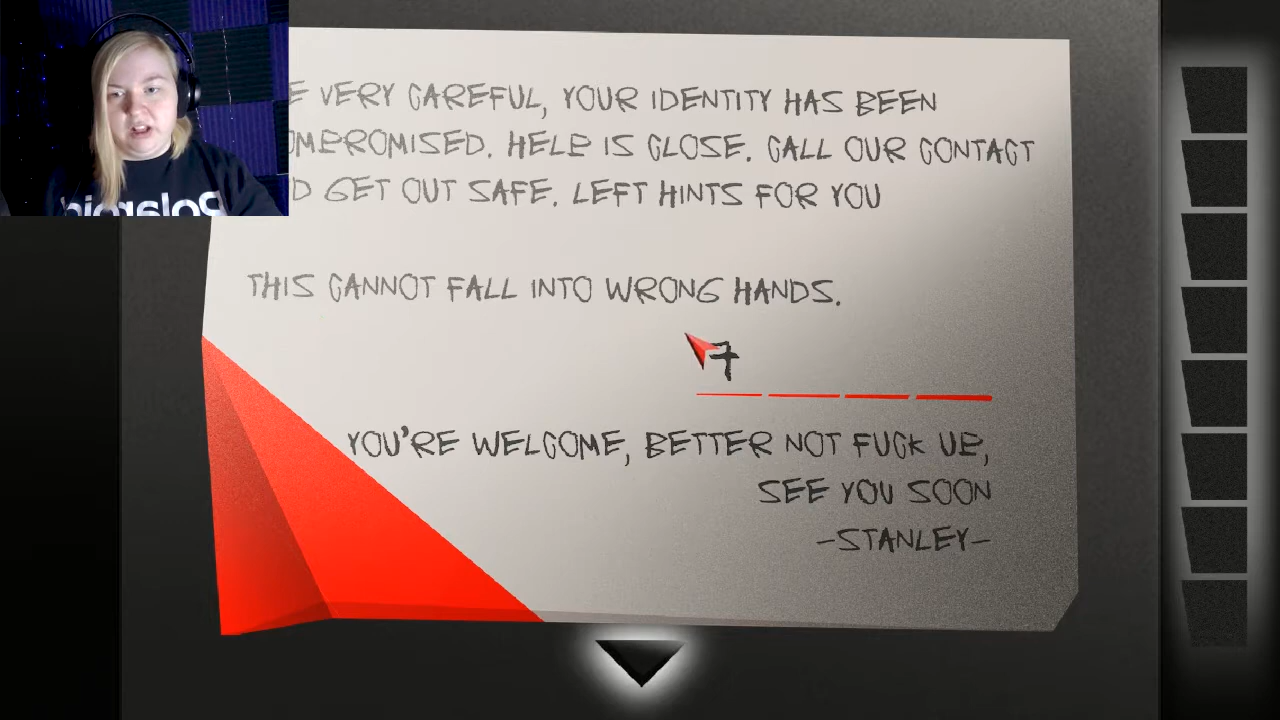 E VERY CAREFUL, YOUR IDENTITY HAS BEEN
OMPROMISED. HELP IS CLOSE. CALL OUR CONTACT
D GET OUT SAFE. LEFT HINTS FOR YOU
THIS CANNOT FALL INTO WRONG HANDS.
7
YOU'RE WELCOME, BETTER NOT FUCK UP,
SEE YOU SOON
-STANLEY-
Polaroid